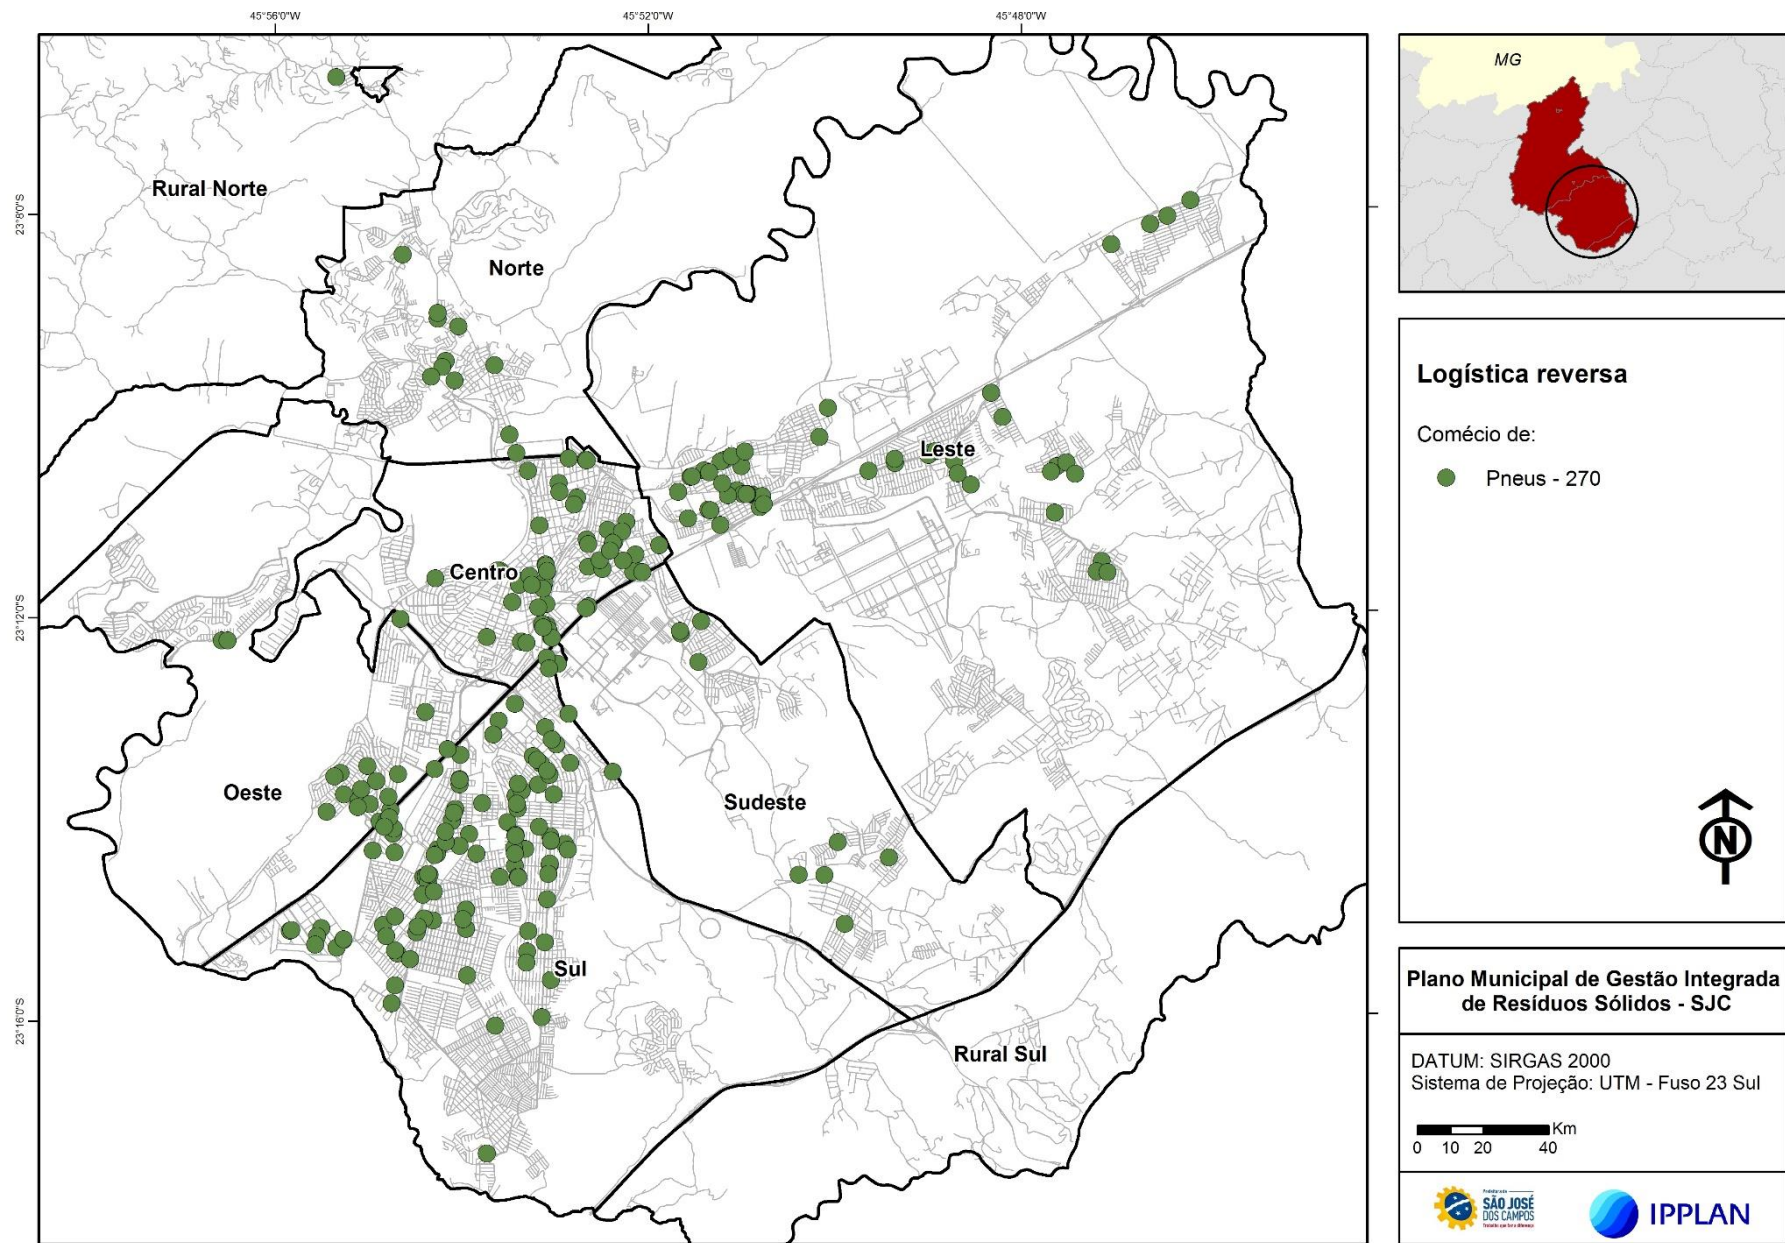 45°56'0"W
45°52'0"W
45°48'0"W
23°8'0"S
23°12'0"S
23°16'0"S
Rural Norte
Norte
Leste
Centro
Oeste
Sudeste
Sul
Rural Sul
MG
Logística reversa
Comécio de:
Pneus - 270
N
Plano Municipal de Gestão Integrada
de Resíduos Sólidos - SJC
DATUM: SIRGAS 2000
Sistema de Projeção: UTM - Fuso 23 Sul
Km
0 10 20 40
SÃO JOSÉ
DOS CAMPOS
IPPLAN